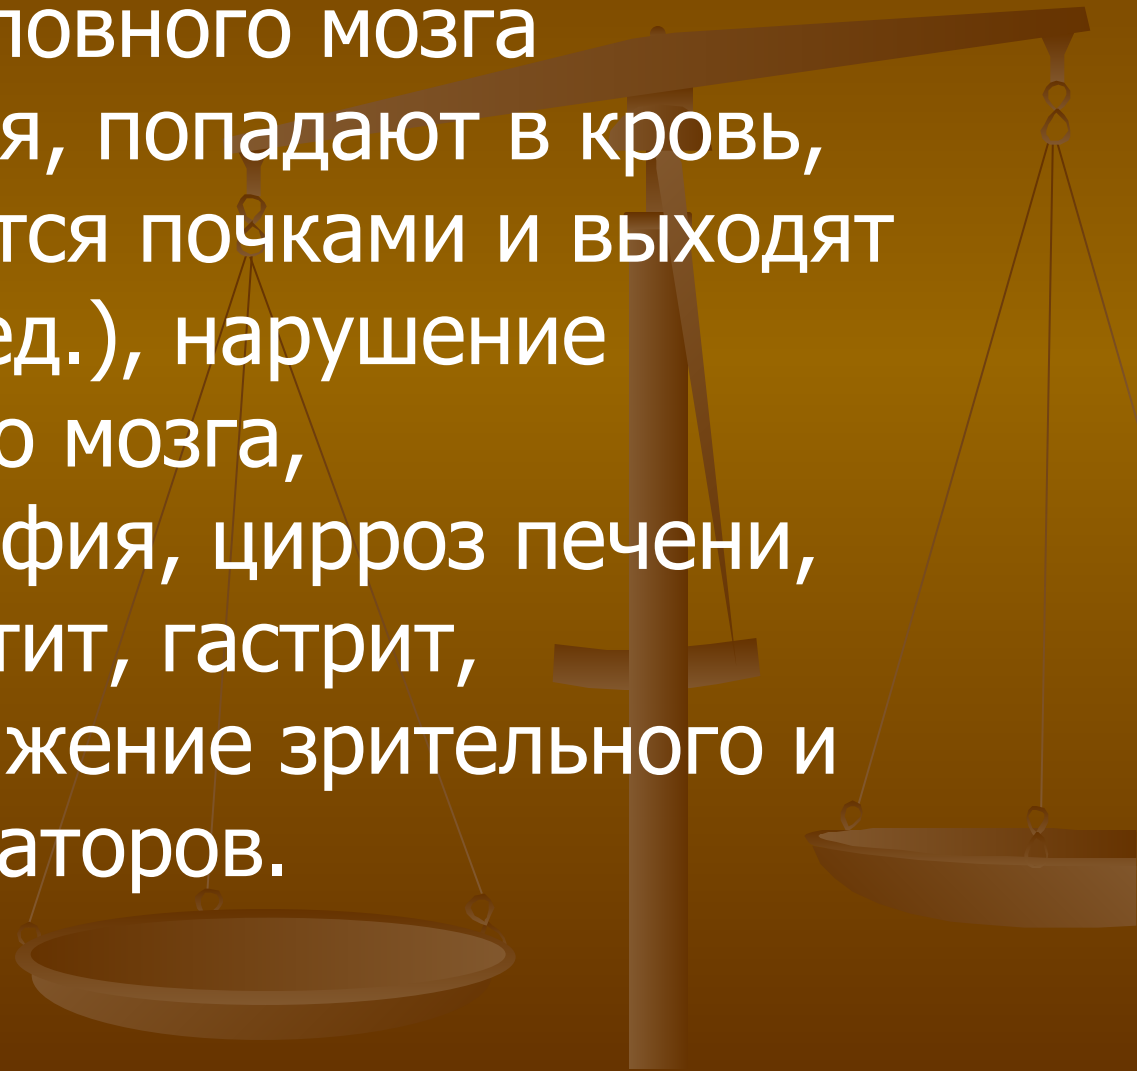 ловного мозга
я, попадают в кровь,
тся почками и выходят
ед.), нарушение
о мозга,
фия, цирроз печени,
тит, гастрит,
жение зрительного и
аторов.